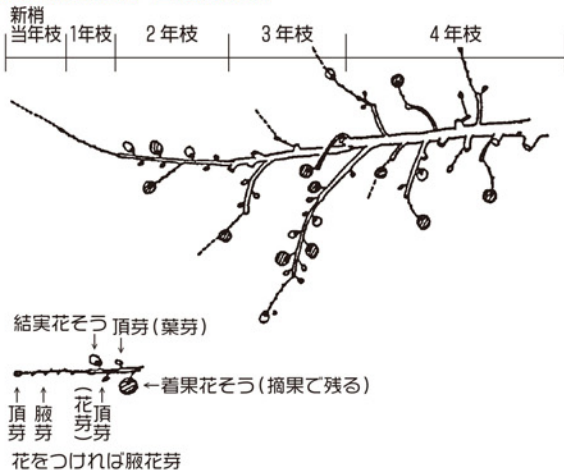 新梢
当年枝 1年枝 2年枝 3年枝 4年枝
結実花そう 頂芽(葉芽)
←着果花そう(摘果で残る)
頂芽 腋芽 (花芽) 頂芽
花をつければ腋花芽